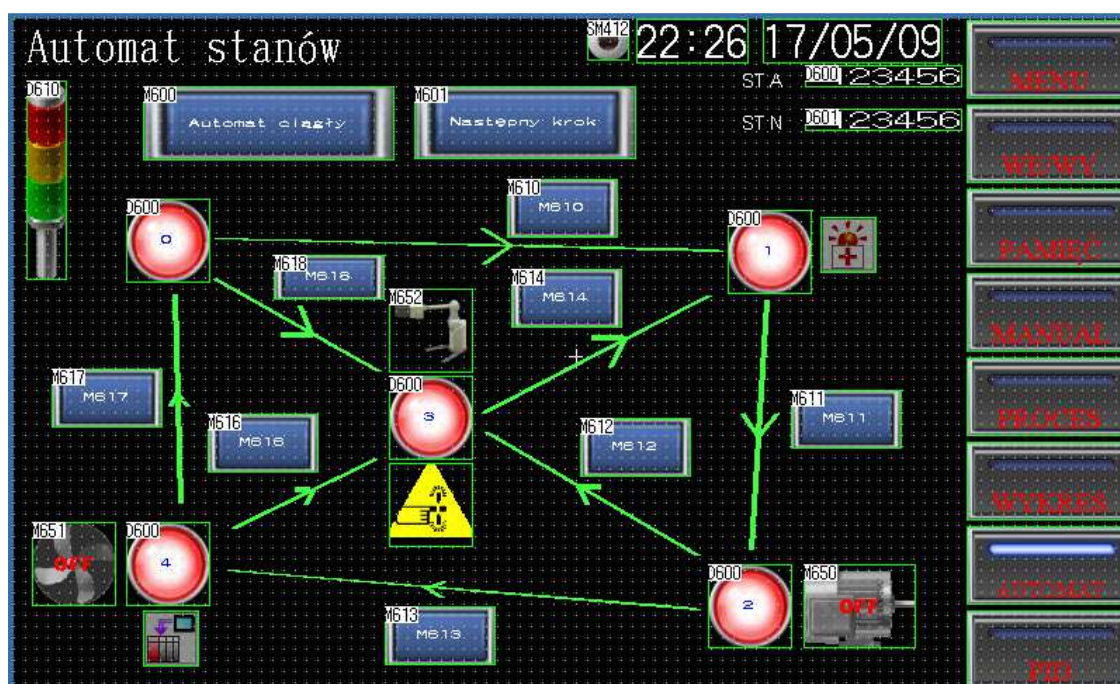 Automat stanów
SM412
22:26
17/05/09
MENU
D610
M600
Automat ciągły
M601
Następny krok
ST.A
D600
123456
ST.N
D601
123456
WE/WY
M610
M610
D600
0
D600
1
PAMIĘĆ
M618
M618
M614
M614
M652
MANUAL
M617
M617
D600
3
M611
M611
PROCES
M616
M616
M612
M612
WYKRES
M651
OFF
D600
4
D600
2
M650
OFF
AUTOMAT
M613
M613
PID